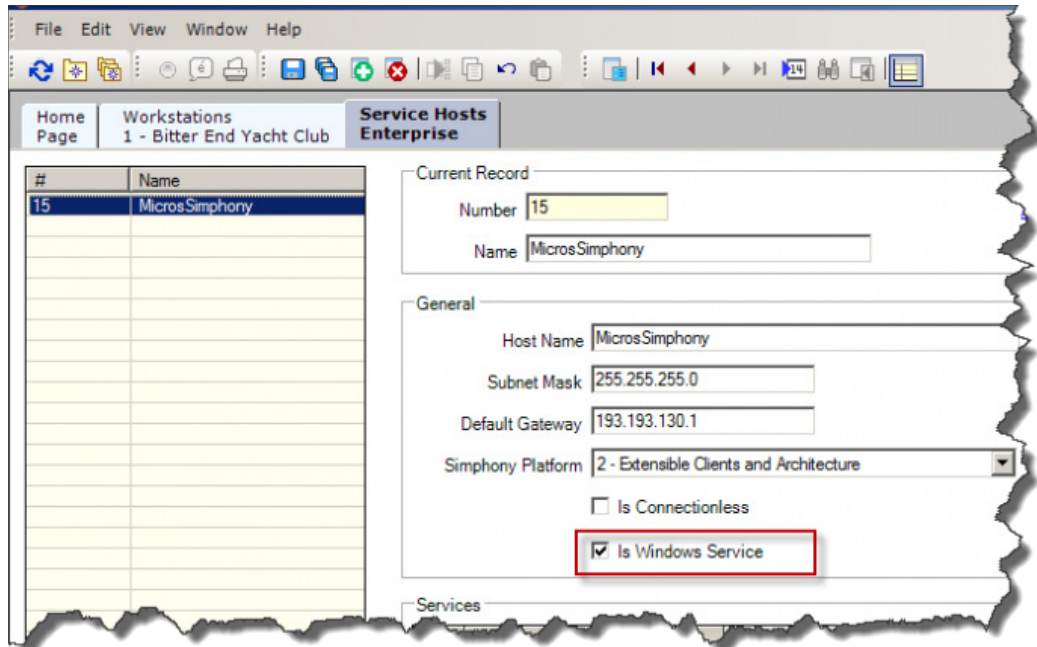 File Edit View Window Help
14
Home Page
Workstations
1 - Bitter End Yacht Club
Service Hosts
Enterprise
# Name
15 MicrosSimphony
Current Record
Number 15
Name MicrosSimphony
General
Host Name MicrosSimphony
Subnet Mask 255.255.255.0
Default Gateway 193.193.130.1
Simphony Platform 2 - Extensible Clients and Architecture
Is Connectionless
Is Windows Service
Services